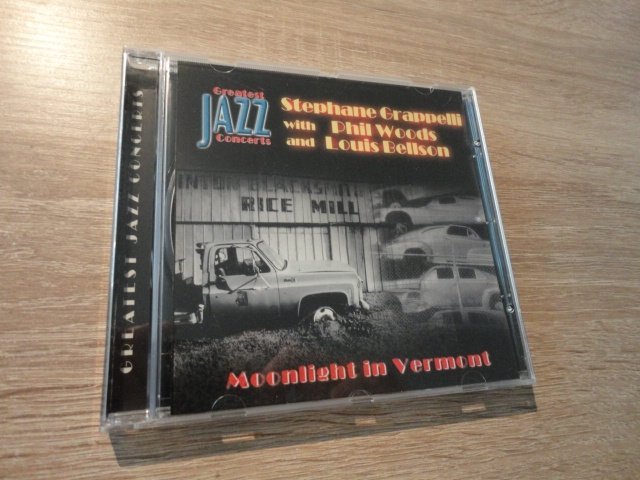 Greatest
JAZZ
Concerts
Stephane Grappelli
with Phil Woods
and Louis Bellson
RICE MILL
Moonlight in Vermont
GREATEST JAZZ CONCERTS